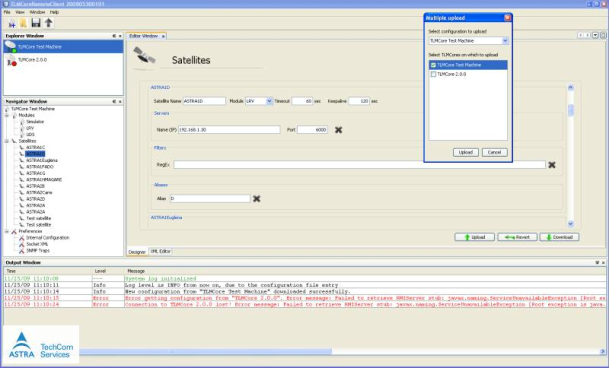 TLMCoreRemoteClient 200803200103
File View Window Help
Explorer Window
TLMCore Test Machine
TLMCore 2.0.0
Navigator Window
TLMCore Test Machine
Modules
Simulator
LRV
UDS
Satellites
ASTRA1C
ASTRA1D
ASTRA1Eugliena
ASTRA1G
ASTRA1HMAGARE
ASTRA2D
ASTRA3A
Test satellite
Test satellite
Preferences
Internal Configuration
Socket XML
SNMP Traps
Editor Window
Satellites
ASTRA1D
Satellite Name ASTRA1D Module LRV Timeout 60 sec Keepalive 120 sec
Servers
Name (IP) 192.168.1.30 Port 6000
Filters
RegEx
Aliases
Alias D
ASTRA1Eugliena
Upload Revert Download
Designer XML Editor
Multiple upload
Select configuration to upload
TLMCore Test Machine
Select TLMCores on which to upload
TLMCore Test Machine
TLMCore 2.0.0
Upload Cancel
Output Window
Time Level Message
11/25/09 11:10:08 --- System log initialized
11/25/09 11:10:11 Info Log level is INFO from now on, due to the configuration file entry
11/25/09 11:10:14 Info New configuration from "TLMCore Test Machine" downloaded successfully.
11/25/09 11:10:15 Error Error getting configuration from "TLMCore 2.0.0". Error message: Failed to retrieve RMIServer stub: javax.naming.ServiceUnavailableException [Root ex
11/25/09 11:10:24 Error Connection to TLMCore 2.0.0 lost! Error message: Failed to retrieve RMIServer stub: javax.naming.ServiceUnavailableException [Root exception is java.
ASTRA TechCom Services